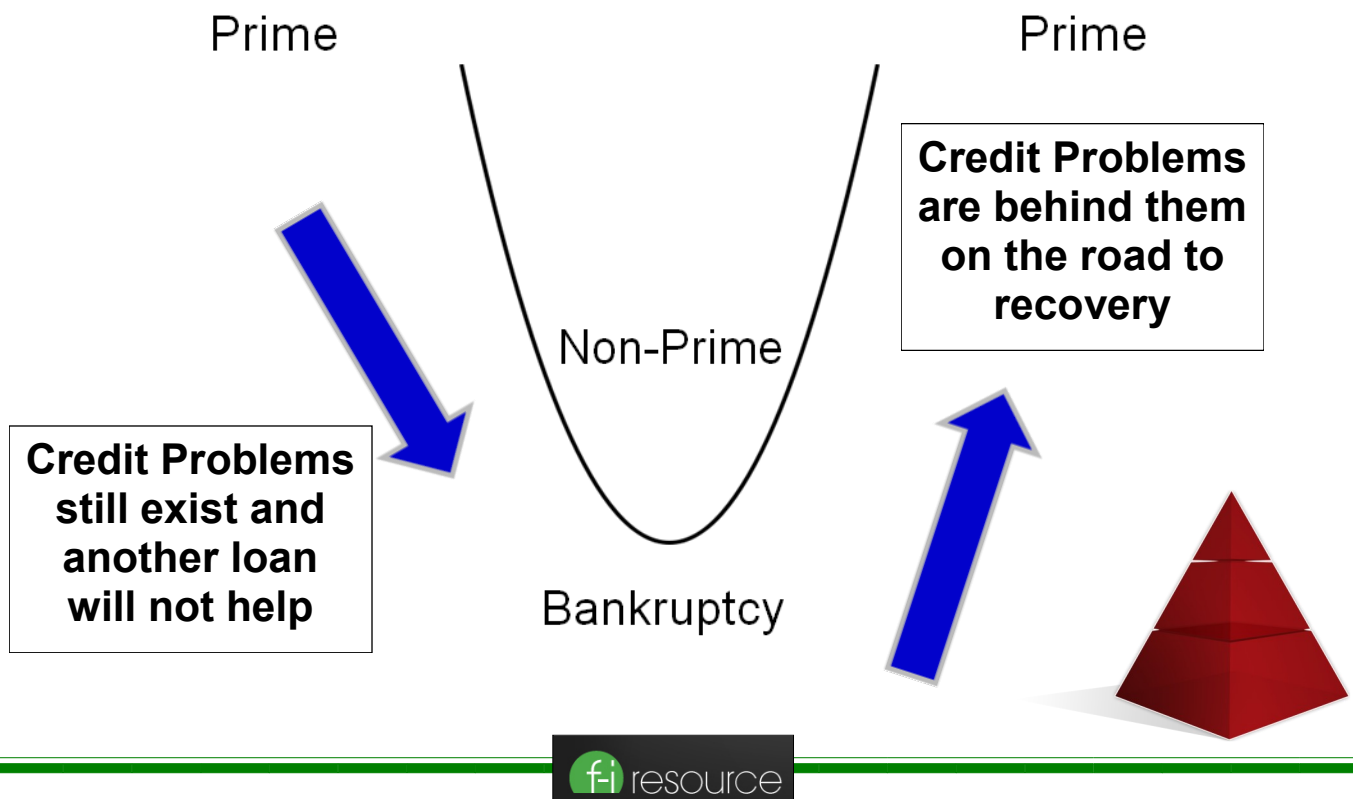 Prime
Prime
Credit Problems
are behind them
on the road to
recovery
Non-Prime
Credit Problems
still exist and
another loan
will not help
Bankruptcy
f-i resource